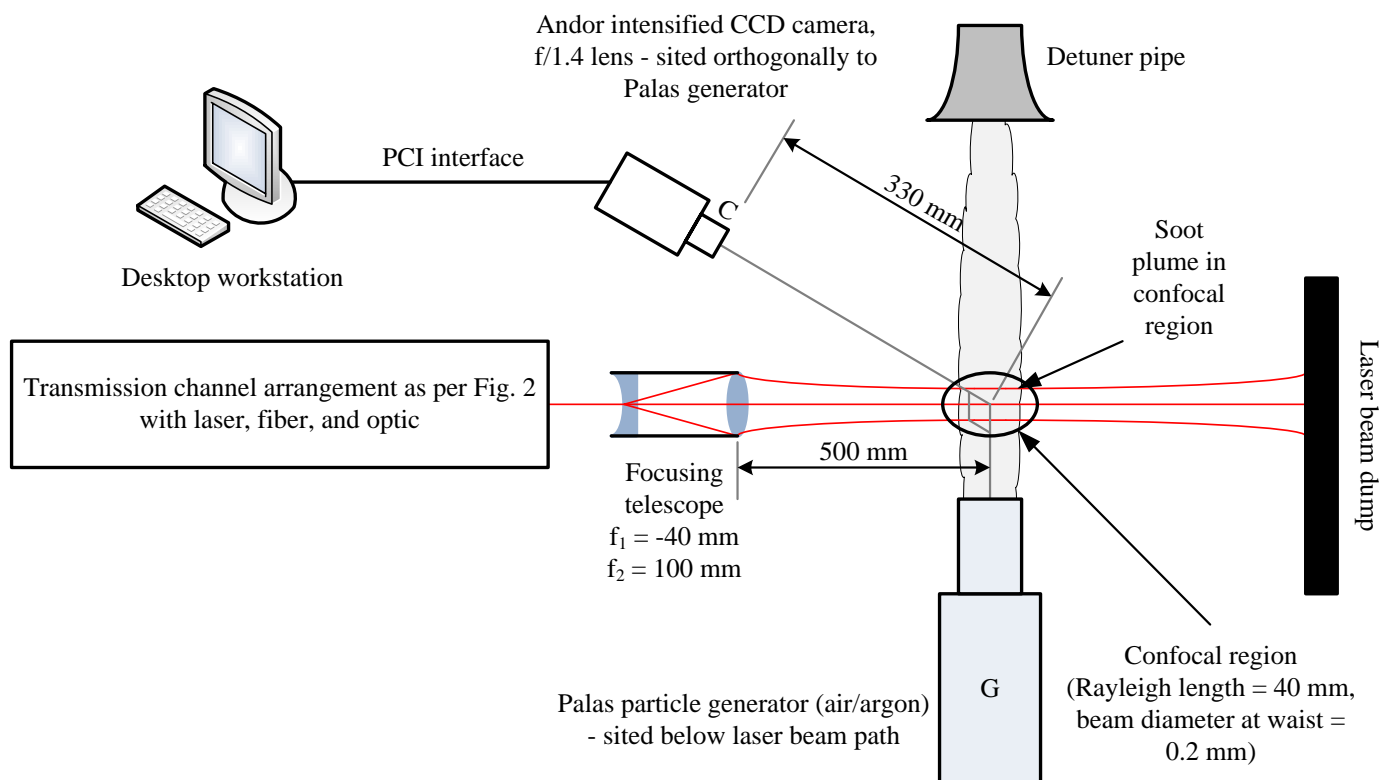 Andor intensified CCD camera,
f/1.4 lens - sited orthogonally to
Palas generator
Detuner pipe
PCI interface
C
330 mm
Desktop workstation
Soot
plume in
confocal
region
Laser beam dump
Transmission channel arrangement as per Fig. 2
with laser, fiber, and optic
500 mm
Focusing
telescope
f₁ = -40 mm
f₂ = 100 mm
G
Palas particle generator (air/argon)
- sited below laser beam path
Confocal region
(Rayleigh length = 40 mm,
beam diameter at waist =
0.2 mm)